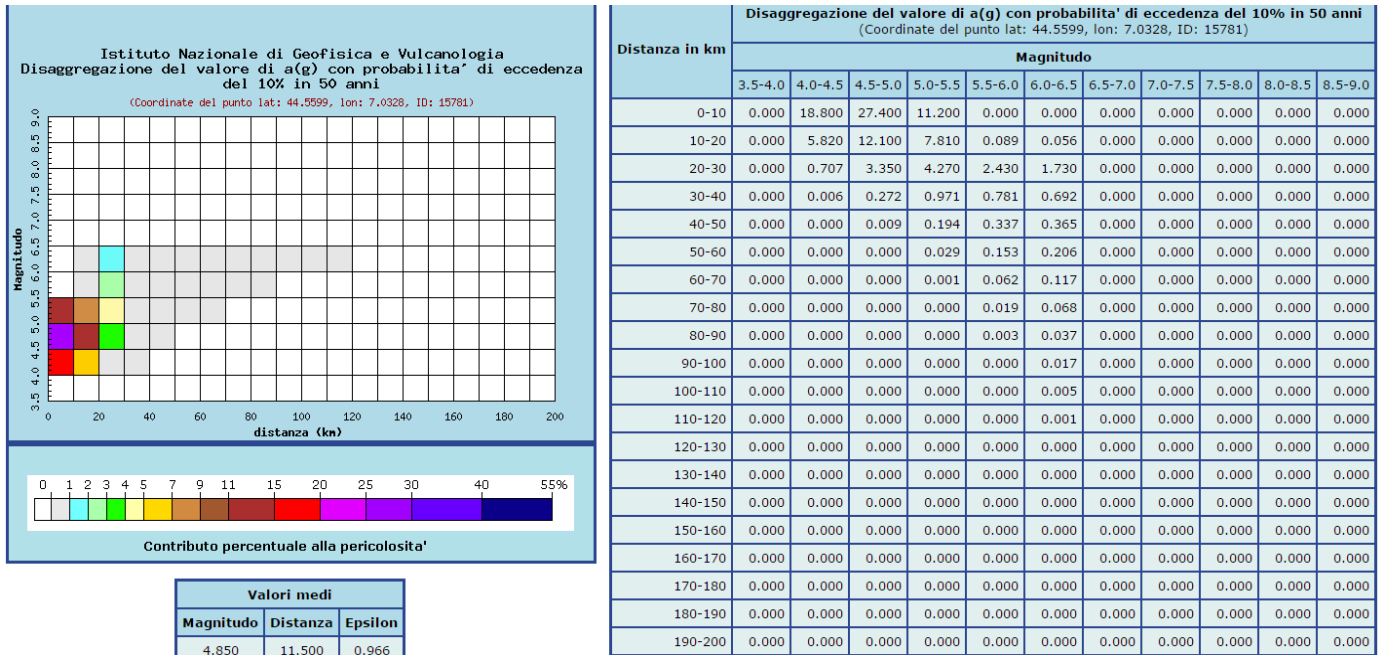 Istituto Nazionale di Geofisica e Vulcanologia
Disaggregazione del valore di a(g) con probabilita' di eccedenza
del 10% in 50 anni
(Coordinate del punto lat: 44.5599, lon: 7.0328, ID: 15781)
Magnitudo
9.0
8.5
8.0
7.5
7.0
6.5
6.0
5.5
5.0
4.5
4.0
3.5
0 20 40 60 80 100 120 140 160 180 200
distanza (km)
0 1 2 3 4 5 7 9 11 15 20 25 30 40 55%
Contributo percentuale alla pericolosita'
Valori medi
Magnitudo Distanza Epsilon
4.850 11.500 0.966
Distanza in km
Disaggregazione del valore di a(g) con probabilita' di eccedenza del 10% in 50 anni
(Coordinate del punto lat: 44.5599, lon: 7.0328, ID: 15781)
Magnitudo
3.5-4.0 4.0-4.5 4.5-5.0 5.0-5.5 5.5-6.0 6.0-6.5 6.5-7.0 7.0-7.5 7.5-8.0 8.0-8.5 8.5-9.0
0-10 0.000 18.800 27.400 11.200 0.000 0.000 0.000 0.000 0.000 0.000 0.000
10-20 0.000 5.820 12.100 7.810 0.089 0.056 0.000 0.000 0.000 0.000 0.000
20-30 0.000 0.707 3.350 4.270 2.430 1.730 0.000 0.000 0.000 0.000 0.000
30-40 0.000 0.006 0.272 0.971 0.781 0.692 0.000 0.000 0.000 0.000 0.000
40-50 0.000 0.000 0.009 0.194 0.337 0.365 0.000 0.000 0.000 0.000 0.000
50-60 0.000 0.000 0.000 0.029 0.153 0.206 0.000 0.000 0.000 0.000 0.000
60-70 0.000 0.000 0.000 0.001 0.062 0.117 0.000 0.000 0.000 0.000 0.000
70-80 0.000 0.000 0.000 0.000 0.019 0.068 0.000 0.000 0.000 0.000 0.000
80-90 0.000 0.000 0.000 0.000 0.003 0.037 0.000 0.000 0.000 0.000 0.000
90-100 0.000 0.000 0.000 0.000 0.000 0.017 0.000 0.000 0.000 0.000 0.000
100-110 0.000 0.000 0.000 0.000 0.000 0.005 0.000 0.000 0.000 0.000 0.000
110-120 0.000 0.000 0.000 0.000 0.000 0.001 0.000 0.000 0.000 0.000 0.000
120-130 0.000 0.000 0.000 0.000 0.000 0.000 0.000 0.000 0.000 0.000 0.000
130-140 0.000 0.000 0.000 0.000 0.000 0.000 0.000 0.000 0.000 0.000 0.000
140-150 0.000 0.000 0.000 0.000 0.000 0.000 0.000 0.000 0.000 0.000 0.000
150-160 0.000 0.000 0.000 0.000 0.000 0.000 0.000 0.000 0.000 0.000 0.000
160-170 0.000 0.000 0.000 0.000 0.000 0.000 0.000 0.000 0.000 0.000 0.000
170-180 0.000 0.000 0.000 0.000 0.000 0.000 0.000 0.000 0.000 0.000 0.000
180-190 0.000 0.000 0.000 0.000 0.000 0.000 0.000 0.000 0.000 0.000 0.000
190-200 0.000 0.000 0.000 0.000 0.000 0.000 0.000 0.000 0.000 0.000 0.000